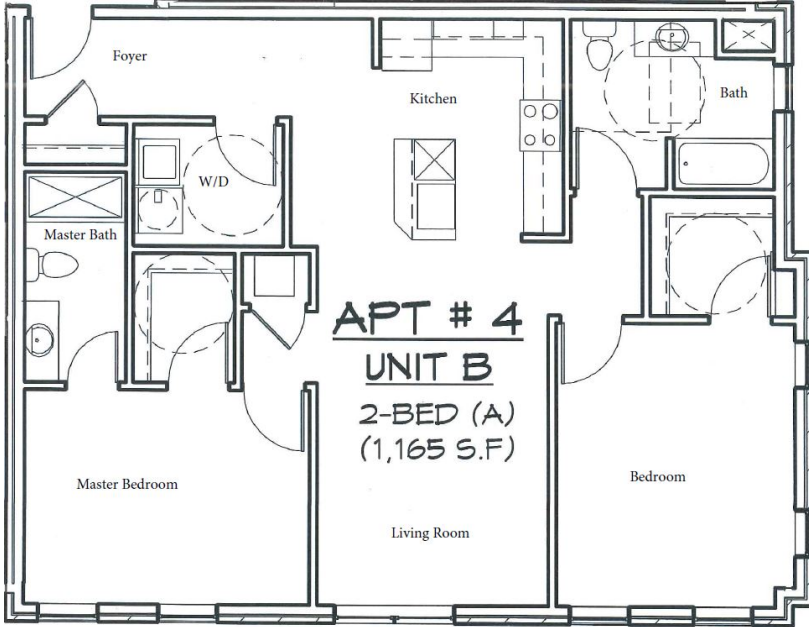 Foyer
Kitchen
Bath
W/D
Master Bath
APT # 4
UNIT B
2-BED (A)
(1,165 S.F)
Master Bedroom
Bedroom
Living Room